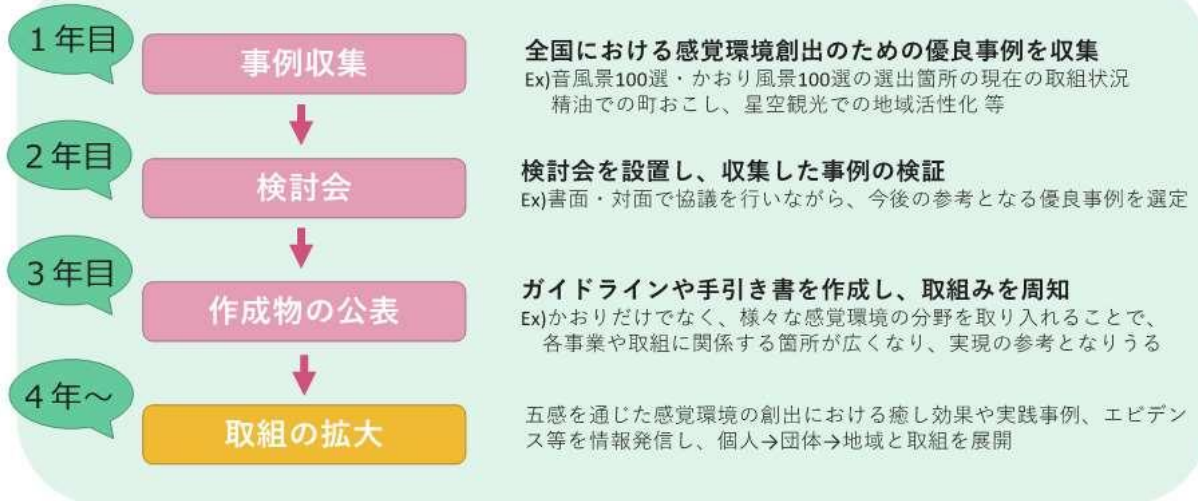 1年目
事例収集
全国における感覚環境創出のための優良事例を収集
Ex)音風景100選・かおり風景100選の選出箇所の現在の取組状況
精油での町おこし、星空観光での地域活性化 等
2年目
検討会
検討会を設置し、収集した事例の検証
Ex)書面・対面で協議を行いながら、今後の参考となる優良事例を選定
3年目
作成物の公表
ガイドラインや手引き書を作成し、取組みを周知
Ex)かおりだけでなく、様々な感覚環境の分野を取り入れることで、
各事業や取組に関係する箇所が広くなり、実現の参考となりうる
4年～
取組の拡大
五感を通じた感覚環境の創出における癒し効果や実践事例、エビデン
ス等を情報発信し、個人→団体→地域と取組を展開